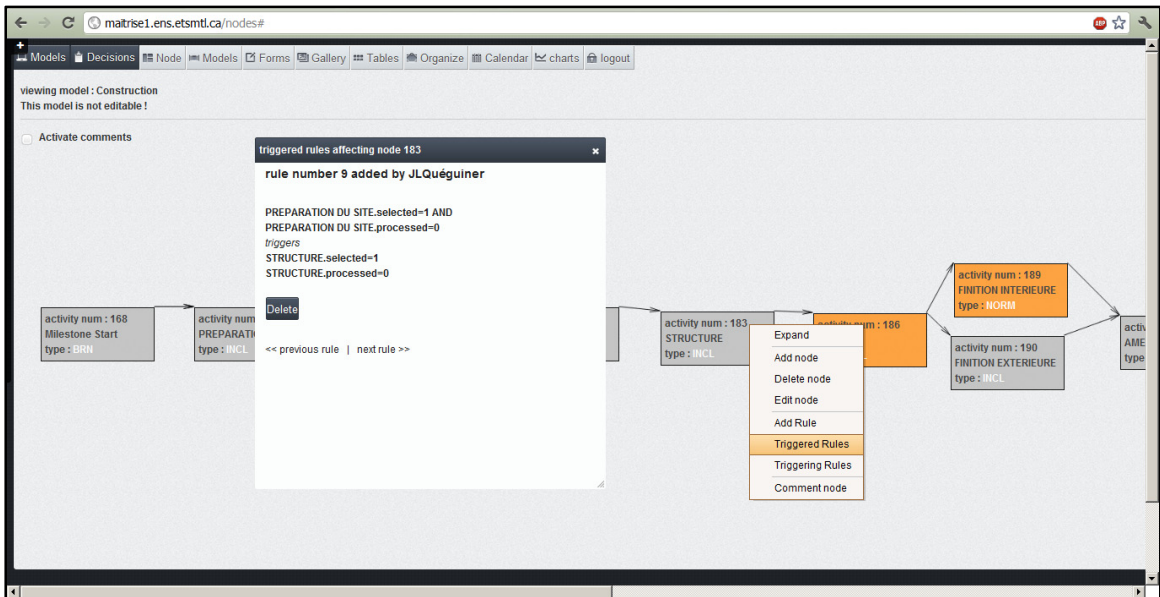 maitrise1.ens.etsmtl.ca/nodes#
ABP
+
Models Decisions Node Models Forms Gallery Tables Organize Calendar charts logout
viewing model : Construction
This model is not editable !
Activate comments
triggered rules affecting node 183
x
rule number 9 added by JLQuéguiner
PREPARATION DU SITE.selected=1 AND
PREPARATION DU SITE.processed=0
triggers
STRUCTURE.selected=1
STRUCTURE.processed=0
Delete
<< previous rule | next rule >>
activity num : 168
Milestone Start
type : BRN
activity num
PREPARATI
type : INCL
activity num : 183
STRUCTURE
type : INCL
activity num : 186
Expand
Add node
Delete node
Edit node
Add Rule
Triggered Rules
Triggering Rules
Comment node
activity num : 189
FINITION INTERIEURE
type : NORM
activity num : 190
FINITION EXTERIEURE
type : INCL
activ
AME
type